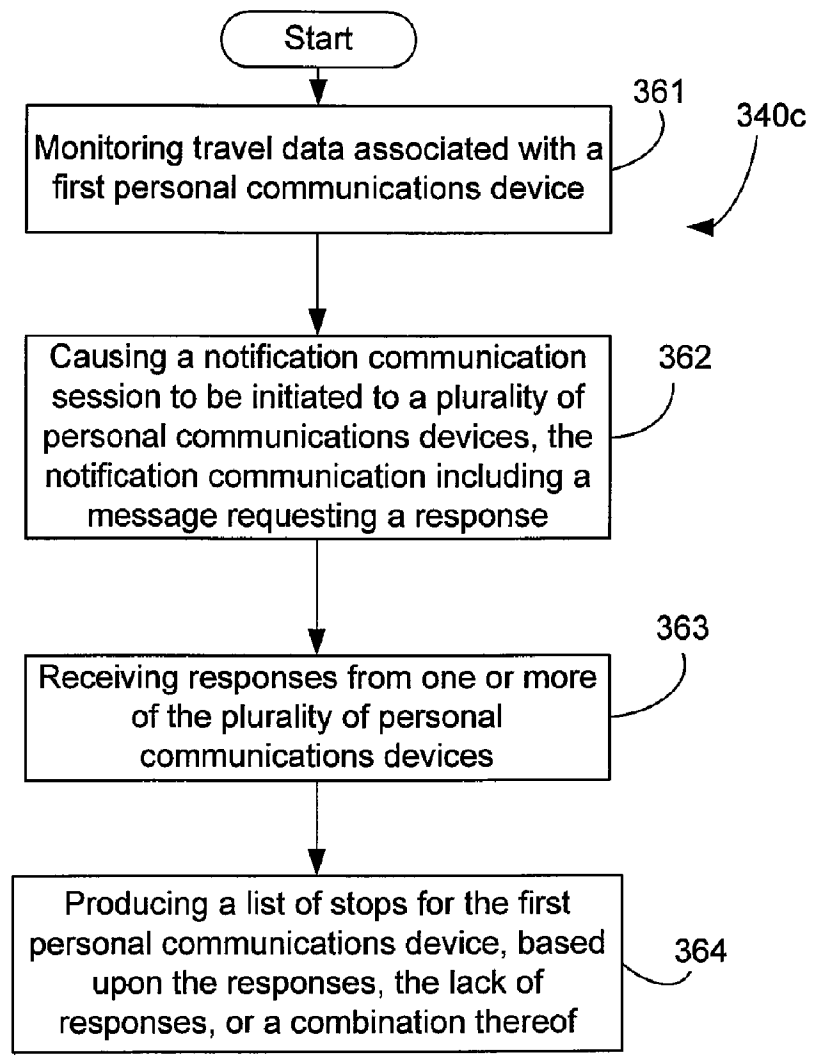 Start
361
340c
Monitoring travel data associated with a
first personal communications device
362
Causing a notification communication
session to be initiated to a plurality of
personal communications devices, the
notification communication including a
message requesting a response
363
Receiving responses from one or more
of the plurality of personal
communications devices
Producing a list of stops for the first
personal communications device, based
upon the responses, the lack of
responses, or a combination thereof
364